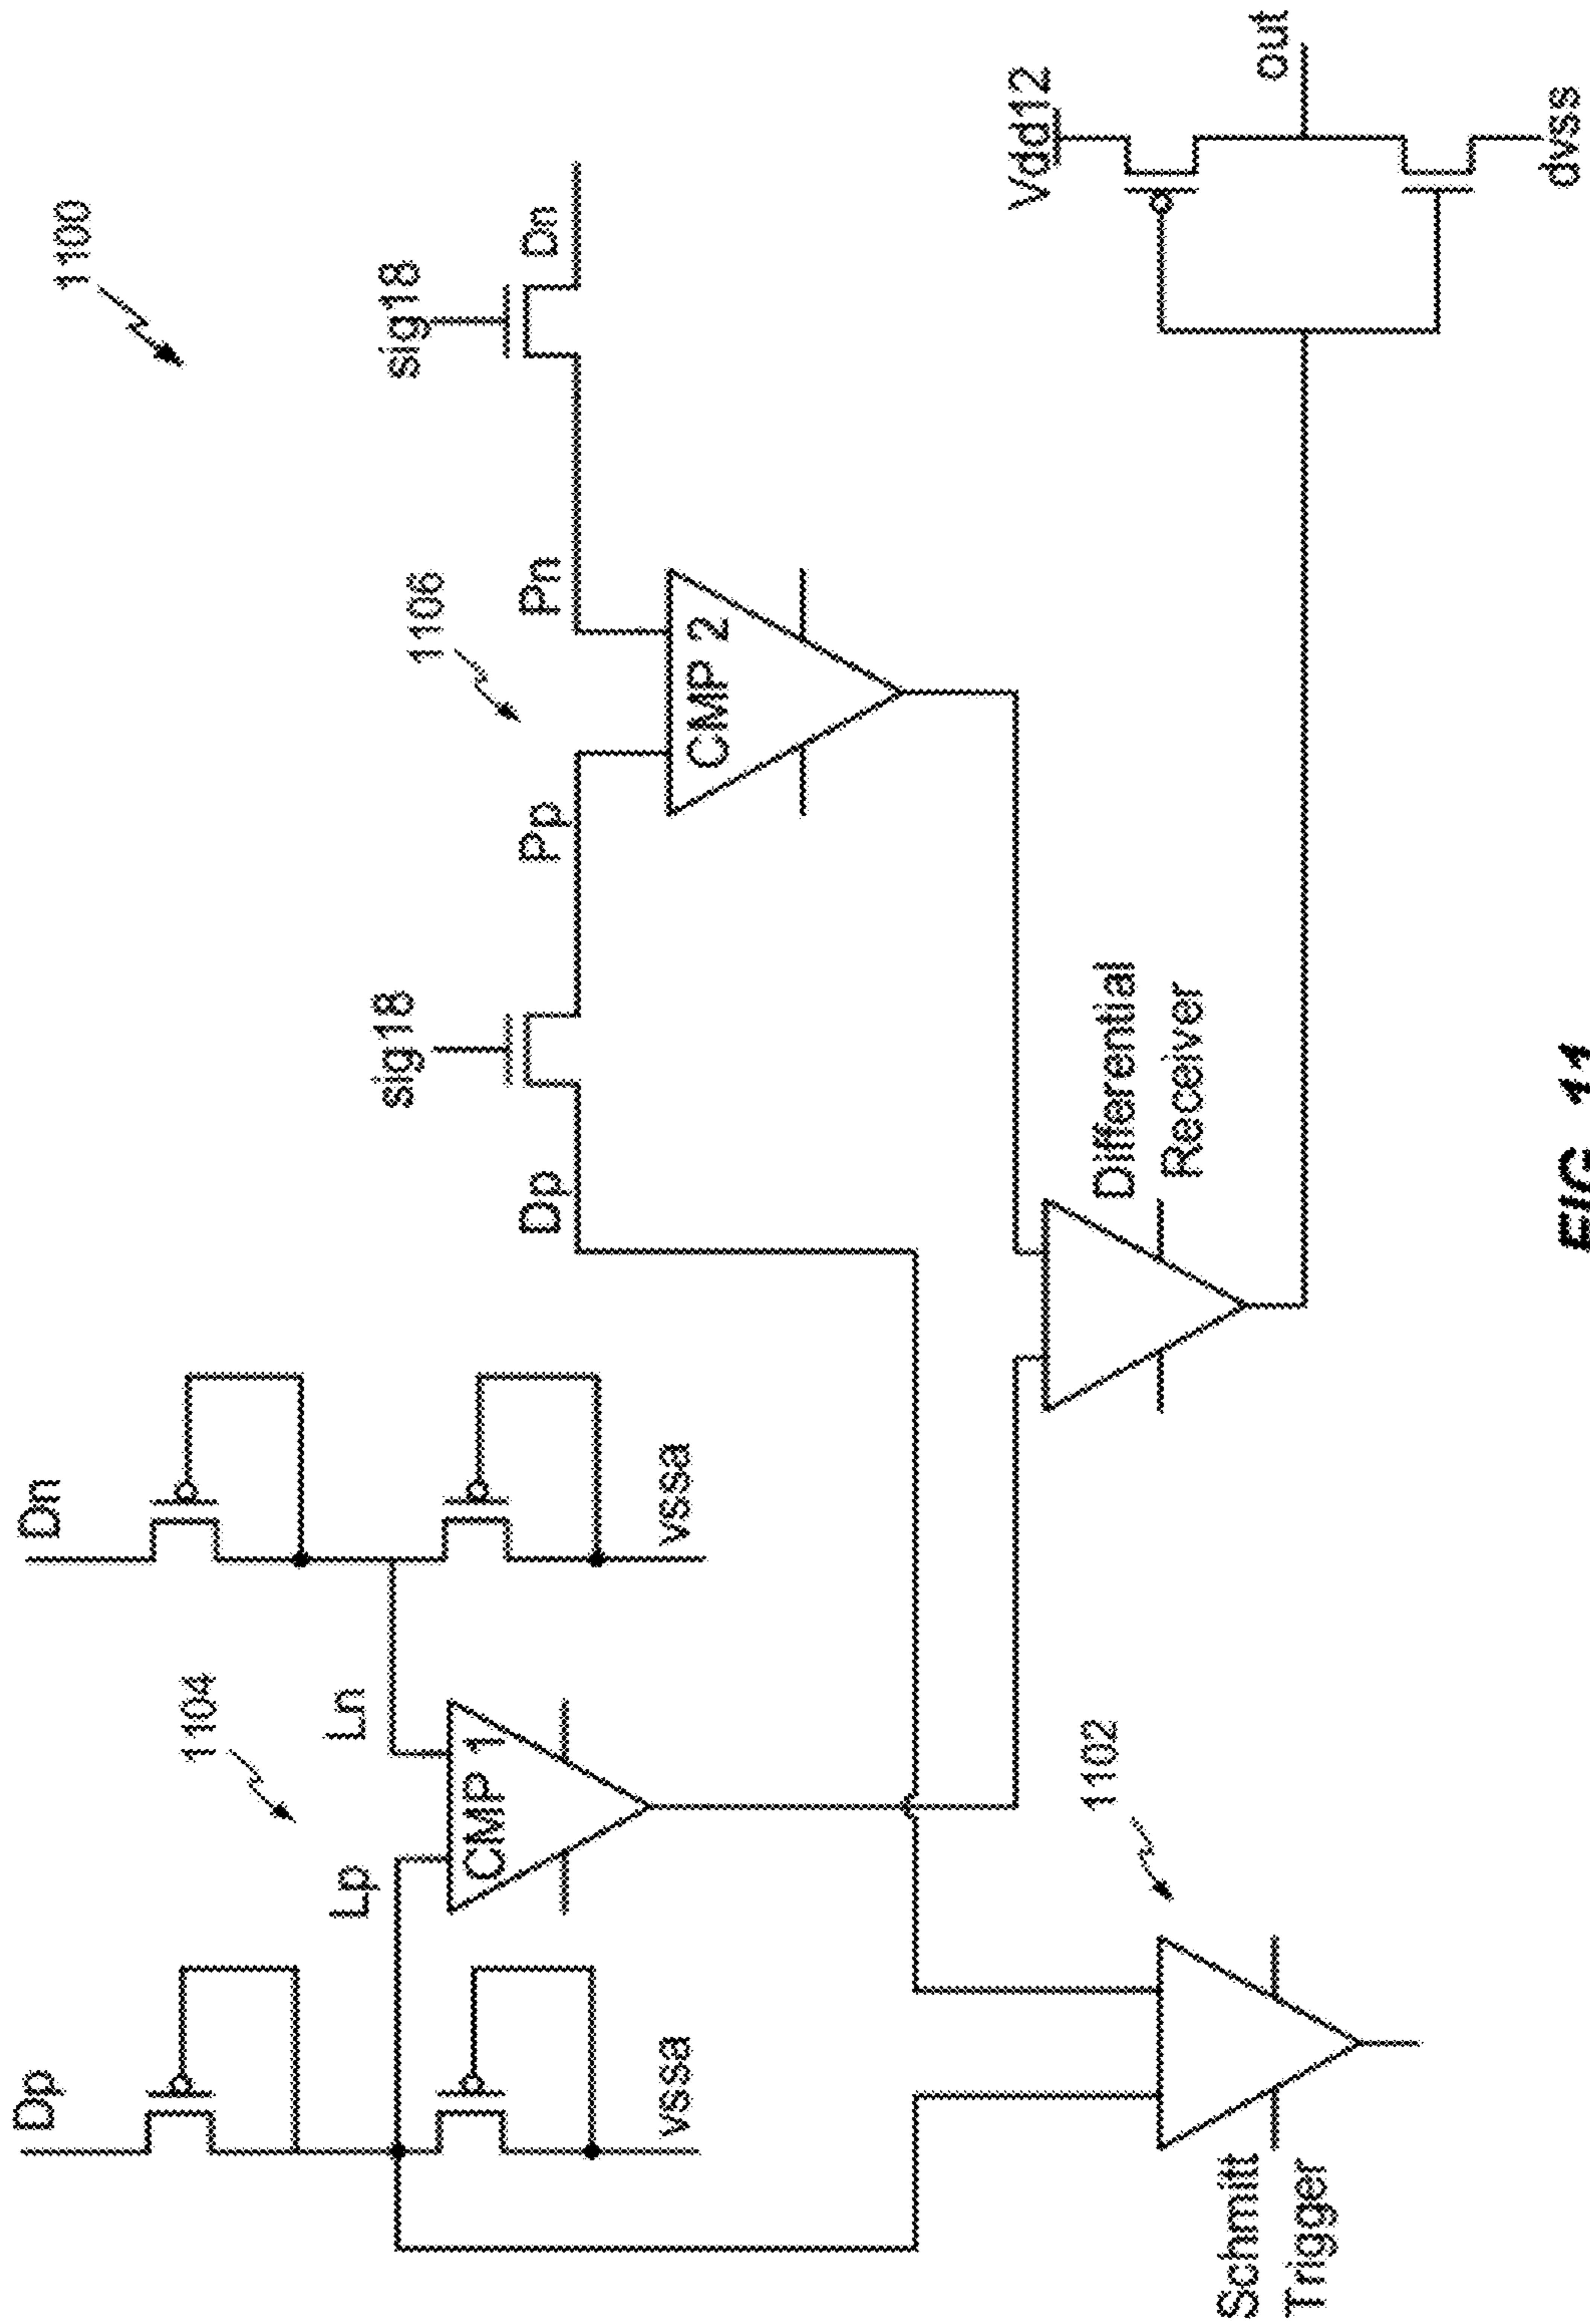 1100
Dp
Dn
1104
Lp
Ln
CMP 1
vssa
vssa
sig18
sig18
Dp
Dn
1106
Pp
Pn
CMP 2
1102
Schmitt
Trigger
Differential
Receiver
Vdd12
out
dvss
FIG. 11